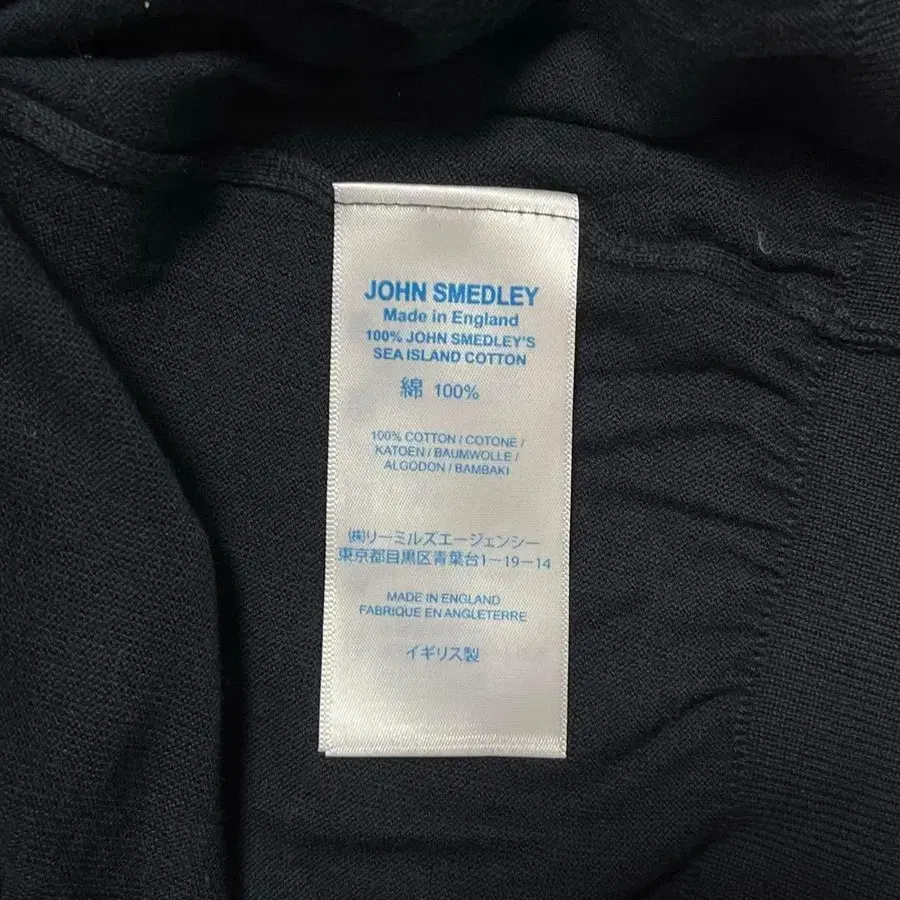 JOHN SMEDLEY
Made in England
100% JOHN SMEDLEY'S
SEA ISLAND COTTON
綿 100%
100% COTTON / COTONE /
KATOEN / BAUMWOLLE /
ALGODON / BAMBAKI
㈱リーミルズエージェンシー
東京都目黒区青葉台1－19－14
MADE IN ENGLAND
FABRIQUE EN ANGLETERRE
イギリス製